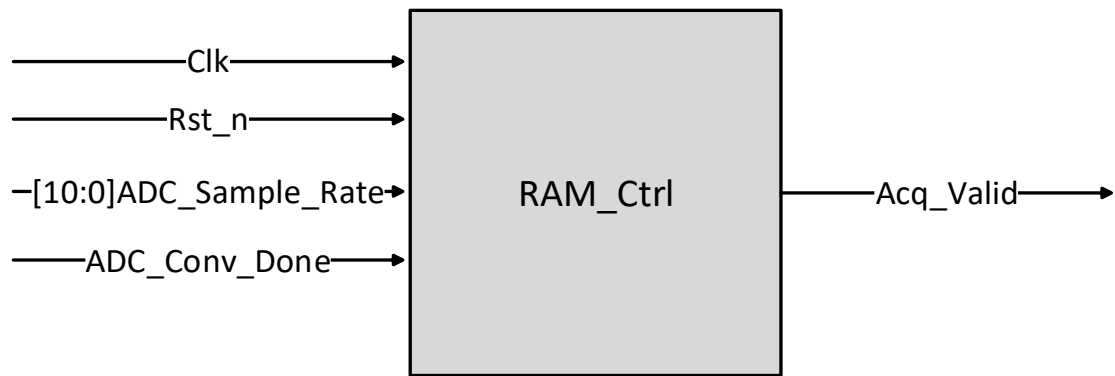 Clk
Rst_n
[10:0]ADC_Sample_Rate
ADC_Conv_Done
RAM_Ctrl
Acq_Valid